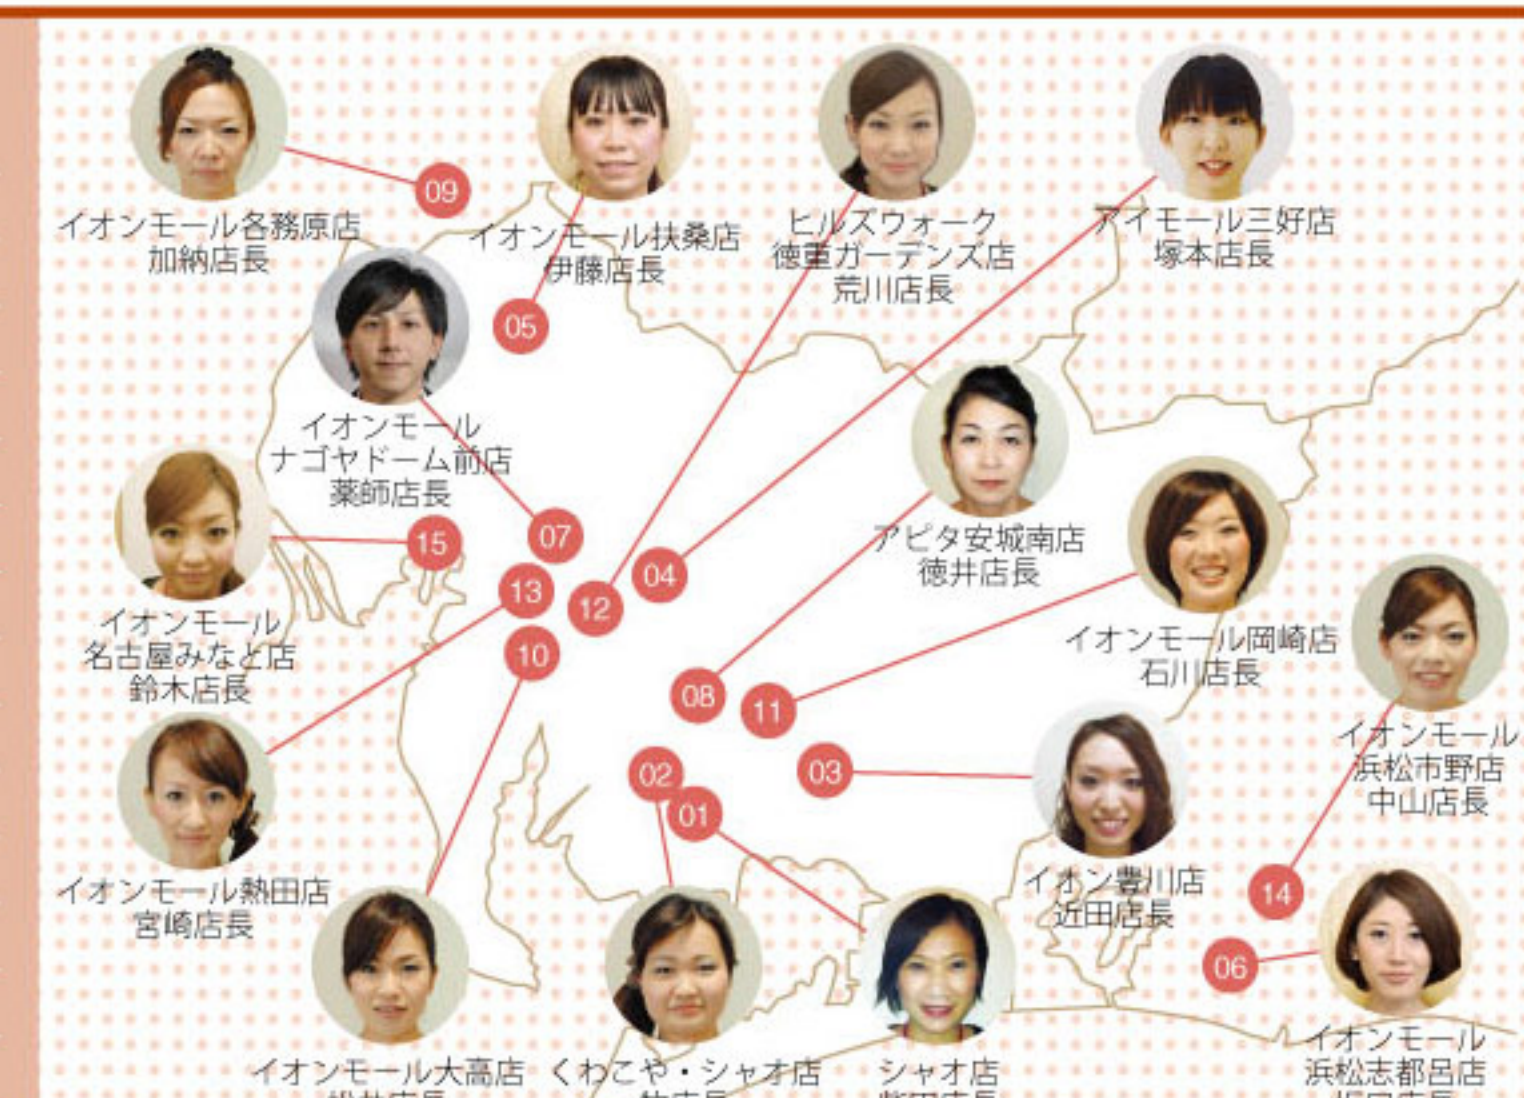 09
イオンモール各務原店
加納店長
イオンモール扶桑店
伊藤店長
05
ヒルズウォーク
徳重ガーデンズ店
荒川店長
アイモール三好店
塚本店長
イオンモール
ナゴヤドーム前店
薬師店長
07
15
イオンモール
名古屋みなと店
鈴木店長
13
12
04
10
アピタ安城南店
徳井店長
08
11
イオンモール岡崎店
石川店長
イオンモール
浜松市野店
中山店長
02
01
03
イオンモール熱田店
宮崎店長
イオン豊川店
近田店長
14
06
イオンモール大高店
くわこや・シャオ店
シャオ店
イオンモール
浜松志都呂店